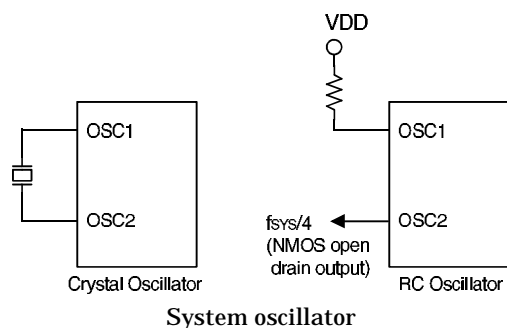 VDD
OSC1
OSC2
Crystal Oscillator
OSC1
fSYS/4
(NMOS open
drain output)
OSC2
RC Oscillator
System oscillator